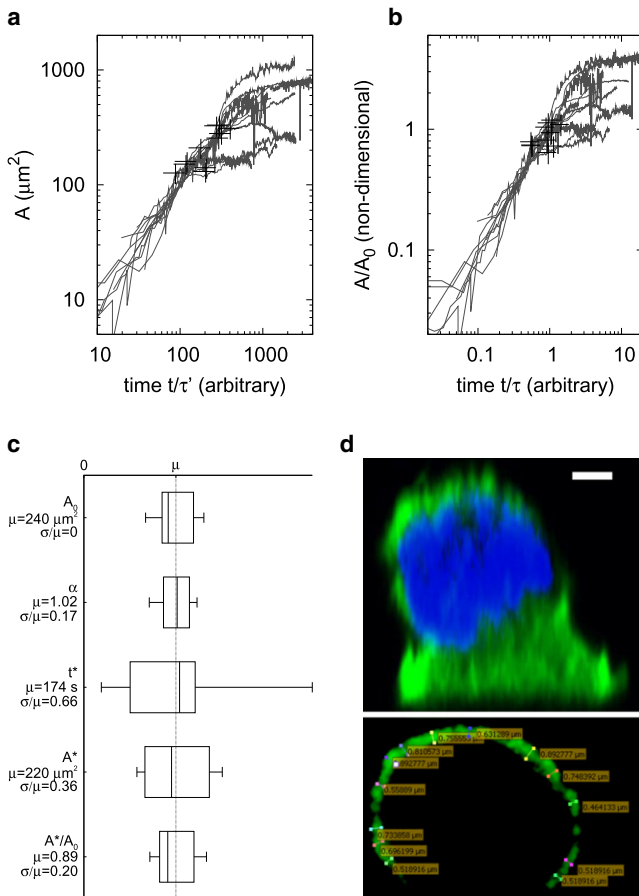 a
1000
100
10
10
100
1000
A (μm²)
time t/τ' (arbitrary)
b
1
0.1
0.1
1
10
A/A₀ (non-dimensional)
time t/τ (arbitrary)
c
0
μ
A₀
μ=240 μm²
σ/μ=0
α
μ=1.02
σ/μ=0.17
t*
μ=174 s
σ/μ=0.66
A*
μ=220 μm²
σ/μ=0.36
A*/A₀
μ=0.89
σ/μ=0.20
d
0.631289 μm
0.810573 μm
0.892777 μm
892777 μm
0.748392 μm
0.55889 μm
0.464133 μm
0.733858 μm
0.696199 μm
0.518916 μm
0.518916 μm
0.518916 μm